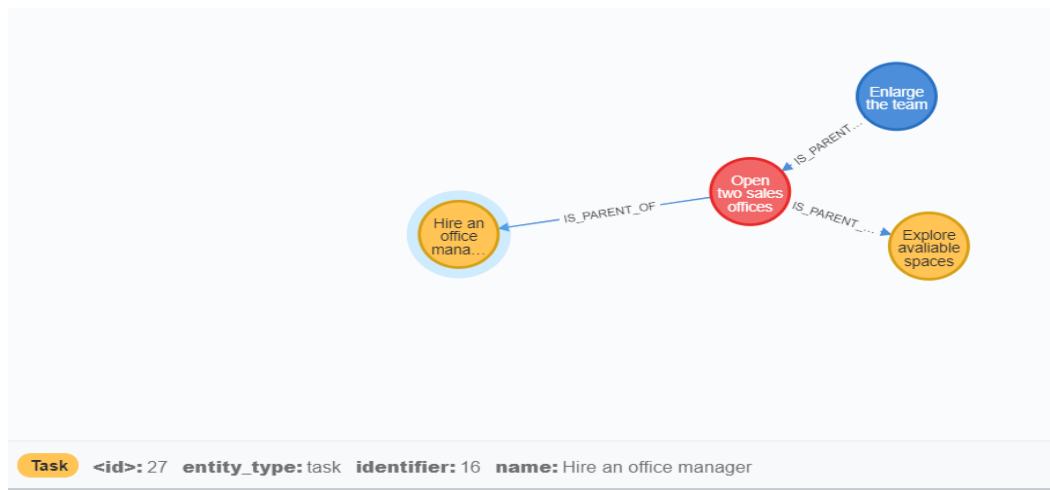 Enlarge
the team
IS_PARENT…
Open
two sales
offices
IS_PARENT_OF
IS_PARENT_…
Hire an
office
mana…
Explore
avaliable
spaces
Task <id>: 27 entity_type: task identifier: 16 name: Hire an office manager